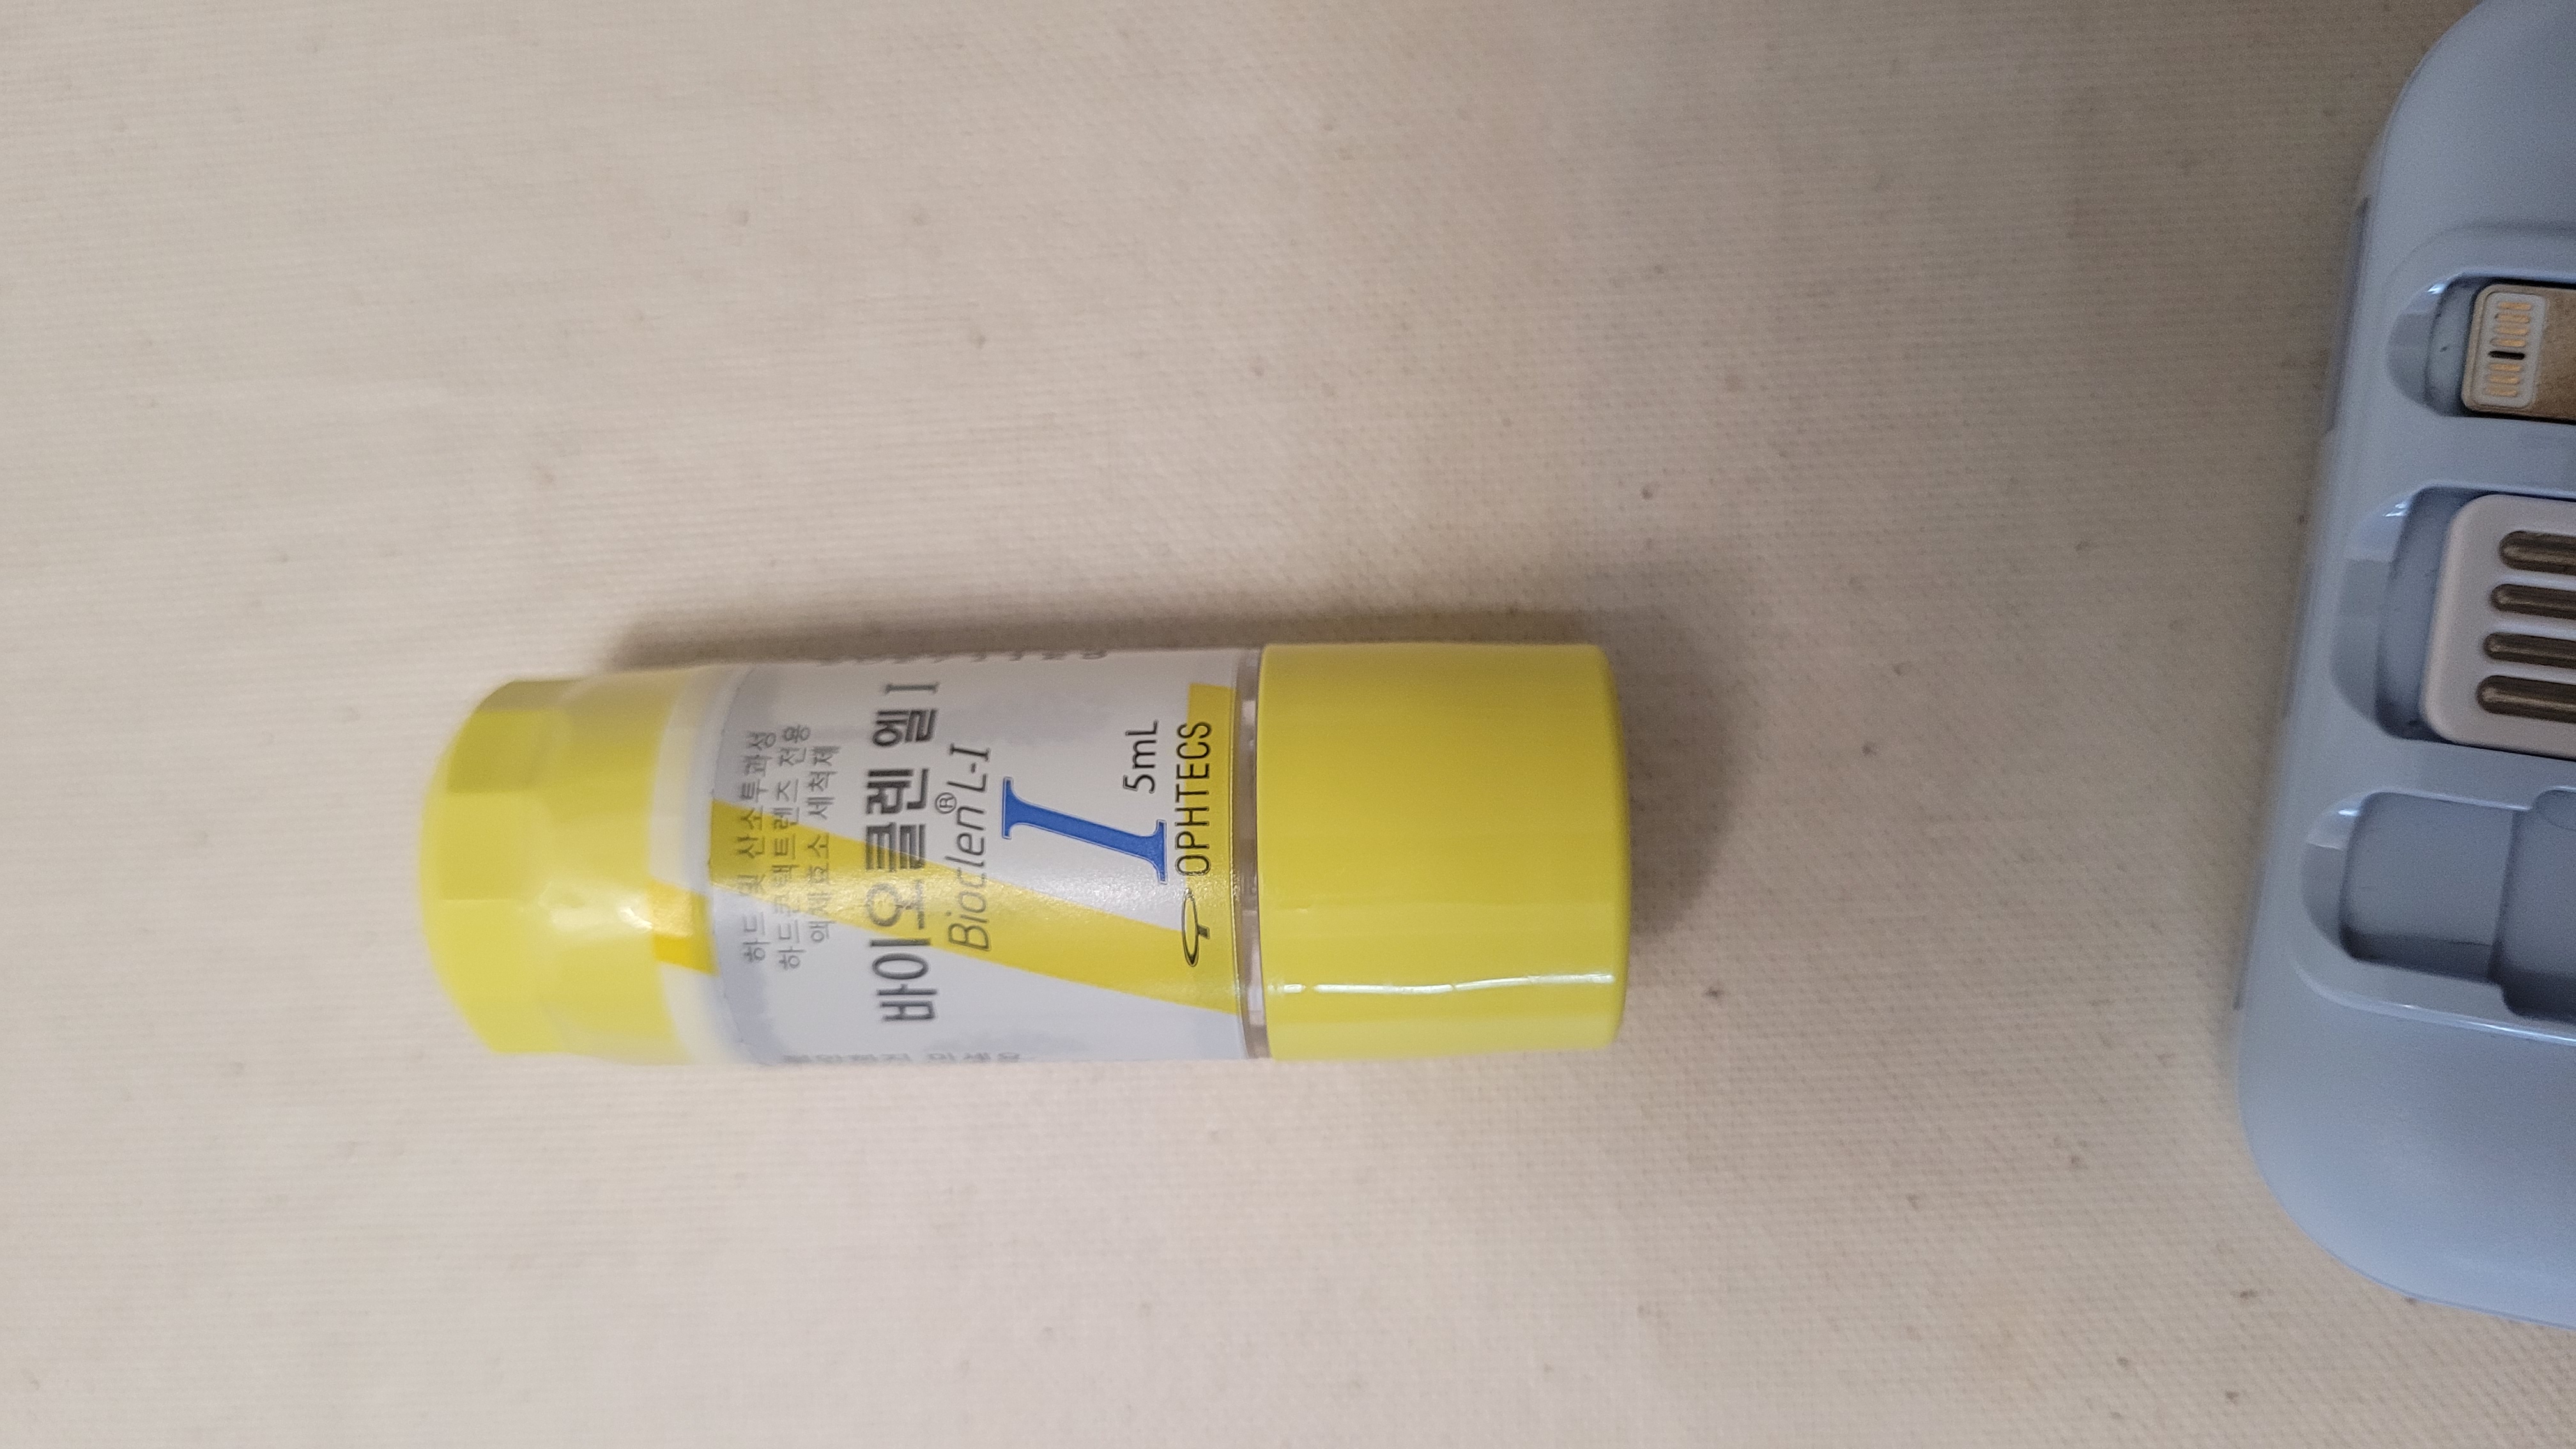 하드 및 산소투과성
하드콘택트렌즈 전용
액체효소 세척제
바이오클렌 엘 I
Bioclen® L-I
I
5mL
OPHTECS